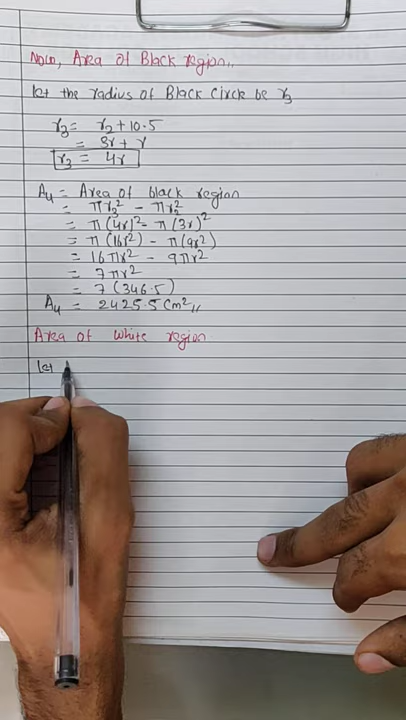 Now, Area of Black region..
let the radius of Black Circle be r₃
r₃ = r₂ + 10.5
= 3r + r
r₃ = 4r
A₄ = Area of black region
= πr₃² - πr₂²
= π(4r)² - π(3r)²
= π(16r²) - π(9r²)
= 16πr² - 9πr²
= 7πr²
= 7(346.5)
A₄ = 2425.5 Cm²,,
Area of White region
let